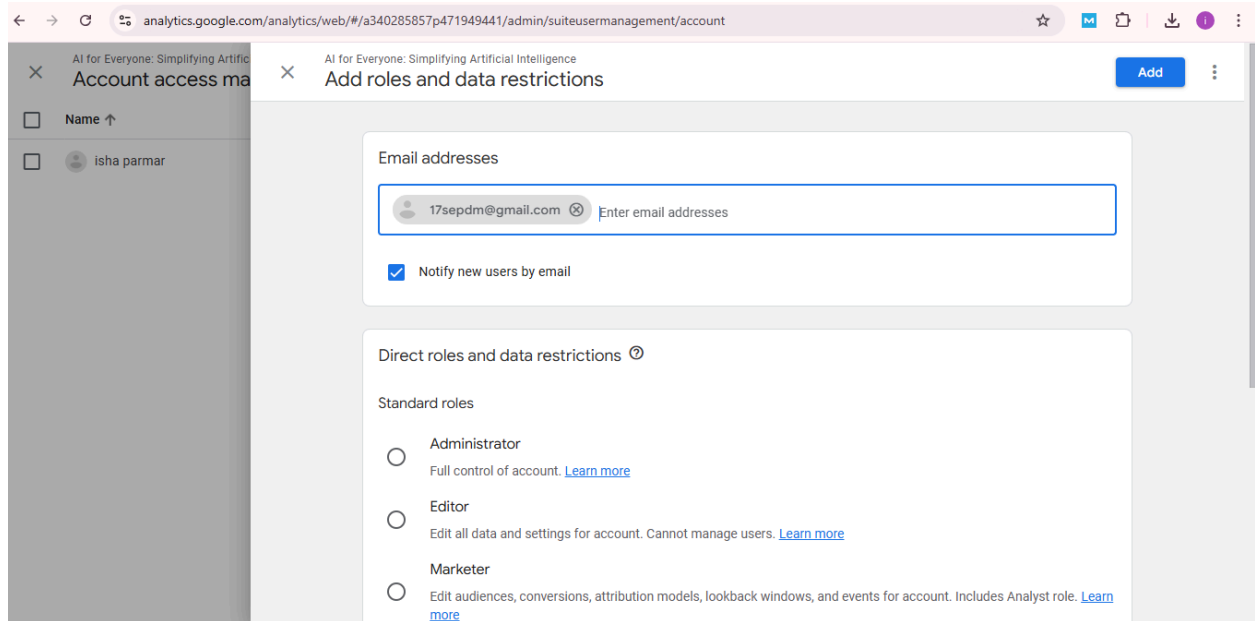 analytics.google.com/analytics/web/#/a340285857p471949441/admin/suiteusermanagement/account
AI for Everyone: Simplifying Artific
Account access ma
Name
isha parmar
AI for Everyone: Simplifying Artificial Intelligence
Add roles and data restrictions
Add
Email addresses
17sepdm@gmail.com Enter email addresses
Notify new users by email
Direct roles and data restrictions
Standard roles
Administrator
Full control of account. Learn more
Editor
Edit all data and settings for account. Cannot manage users. Learn more
Marketer
Edit audiences, conversions, attribution models, lookback windows, and events for account. Includes Analyst role. Learn
more